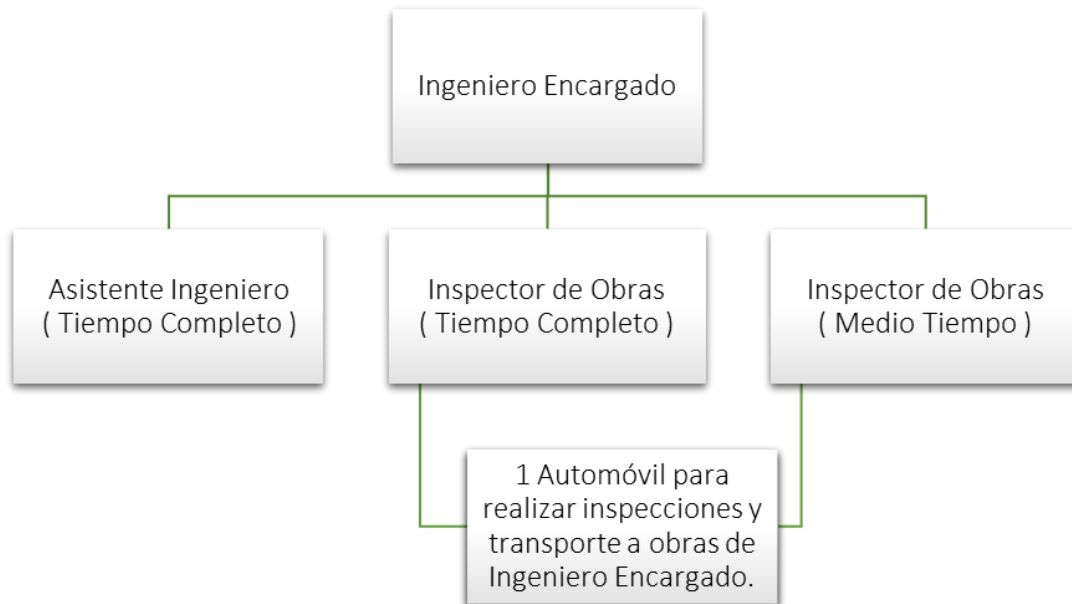 Ingeniero Encargado
Asistente Ingeniero
( Tiempo Completo )
Inspector de Obras
( Tiempo Completo )
Inspector de Obras
( Medio Tiempo )
1 Automóvil para
realizar inspecciones y
transporte a obras de
Ingeniero Encargado.